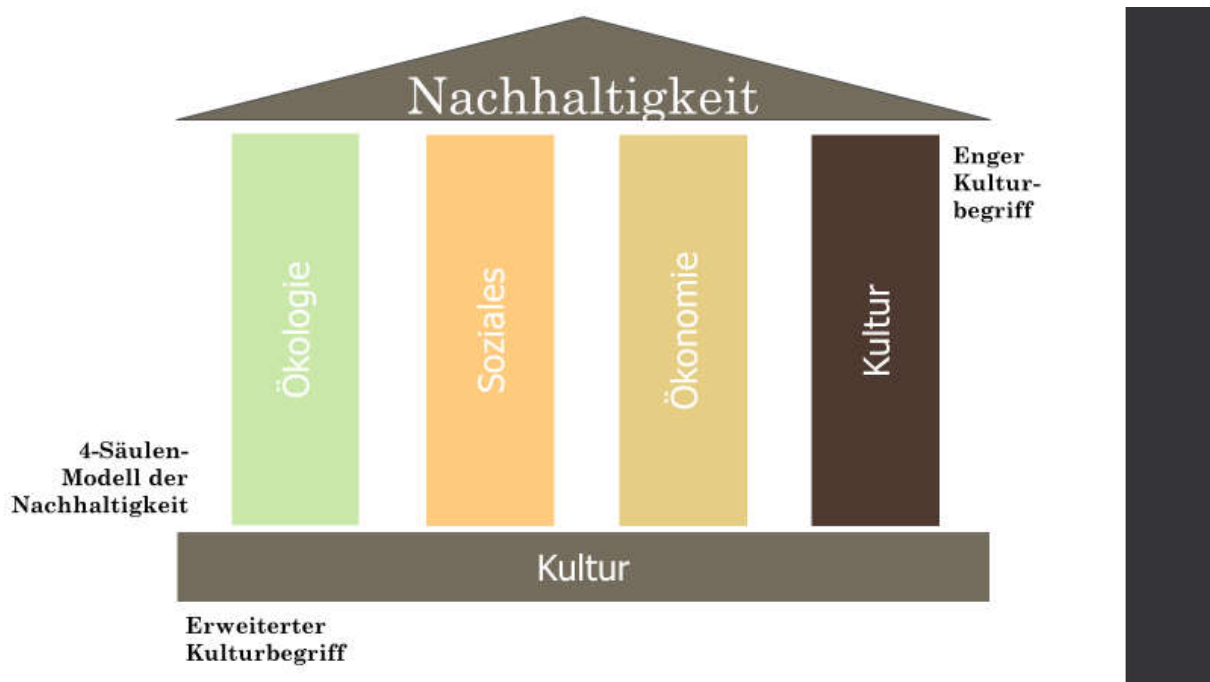 Nachhaltigkeit
Ökologie
Soziales
Ökonomie
Kultur
Enger
Kultur-
begriff
4-Säulen-
Modell der
Nachhaltigkeit
Kultur
Erweiterter
Kulturbegriff